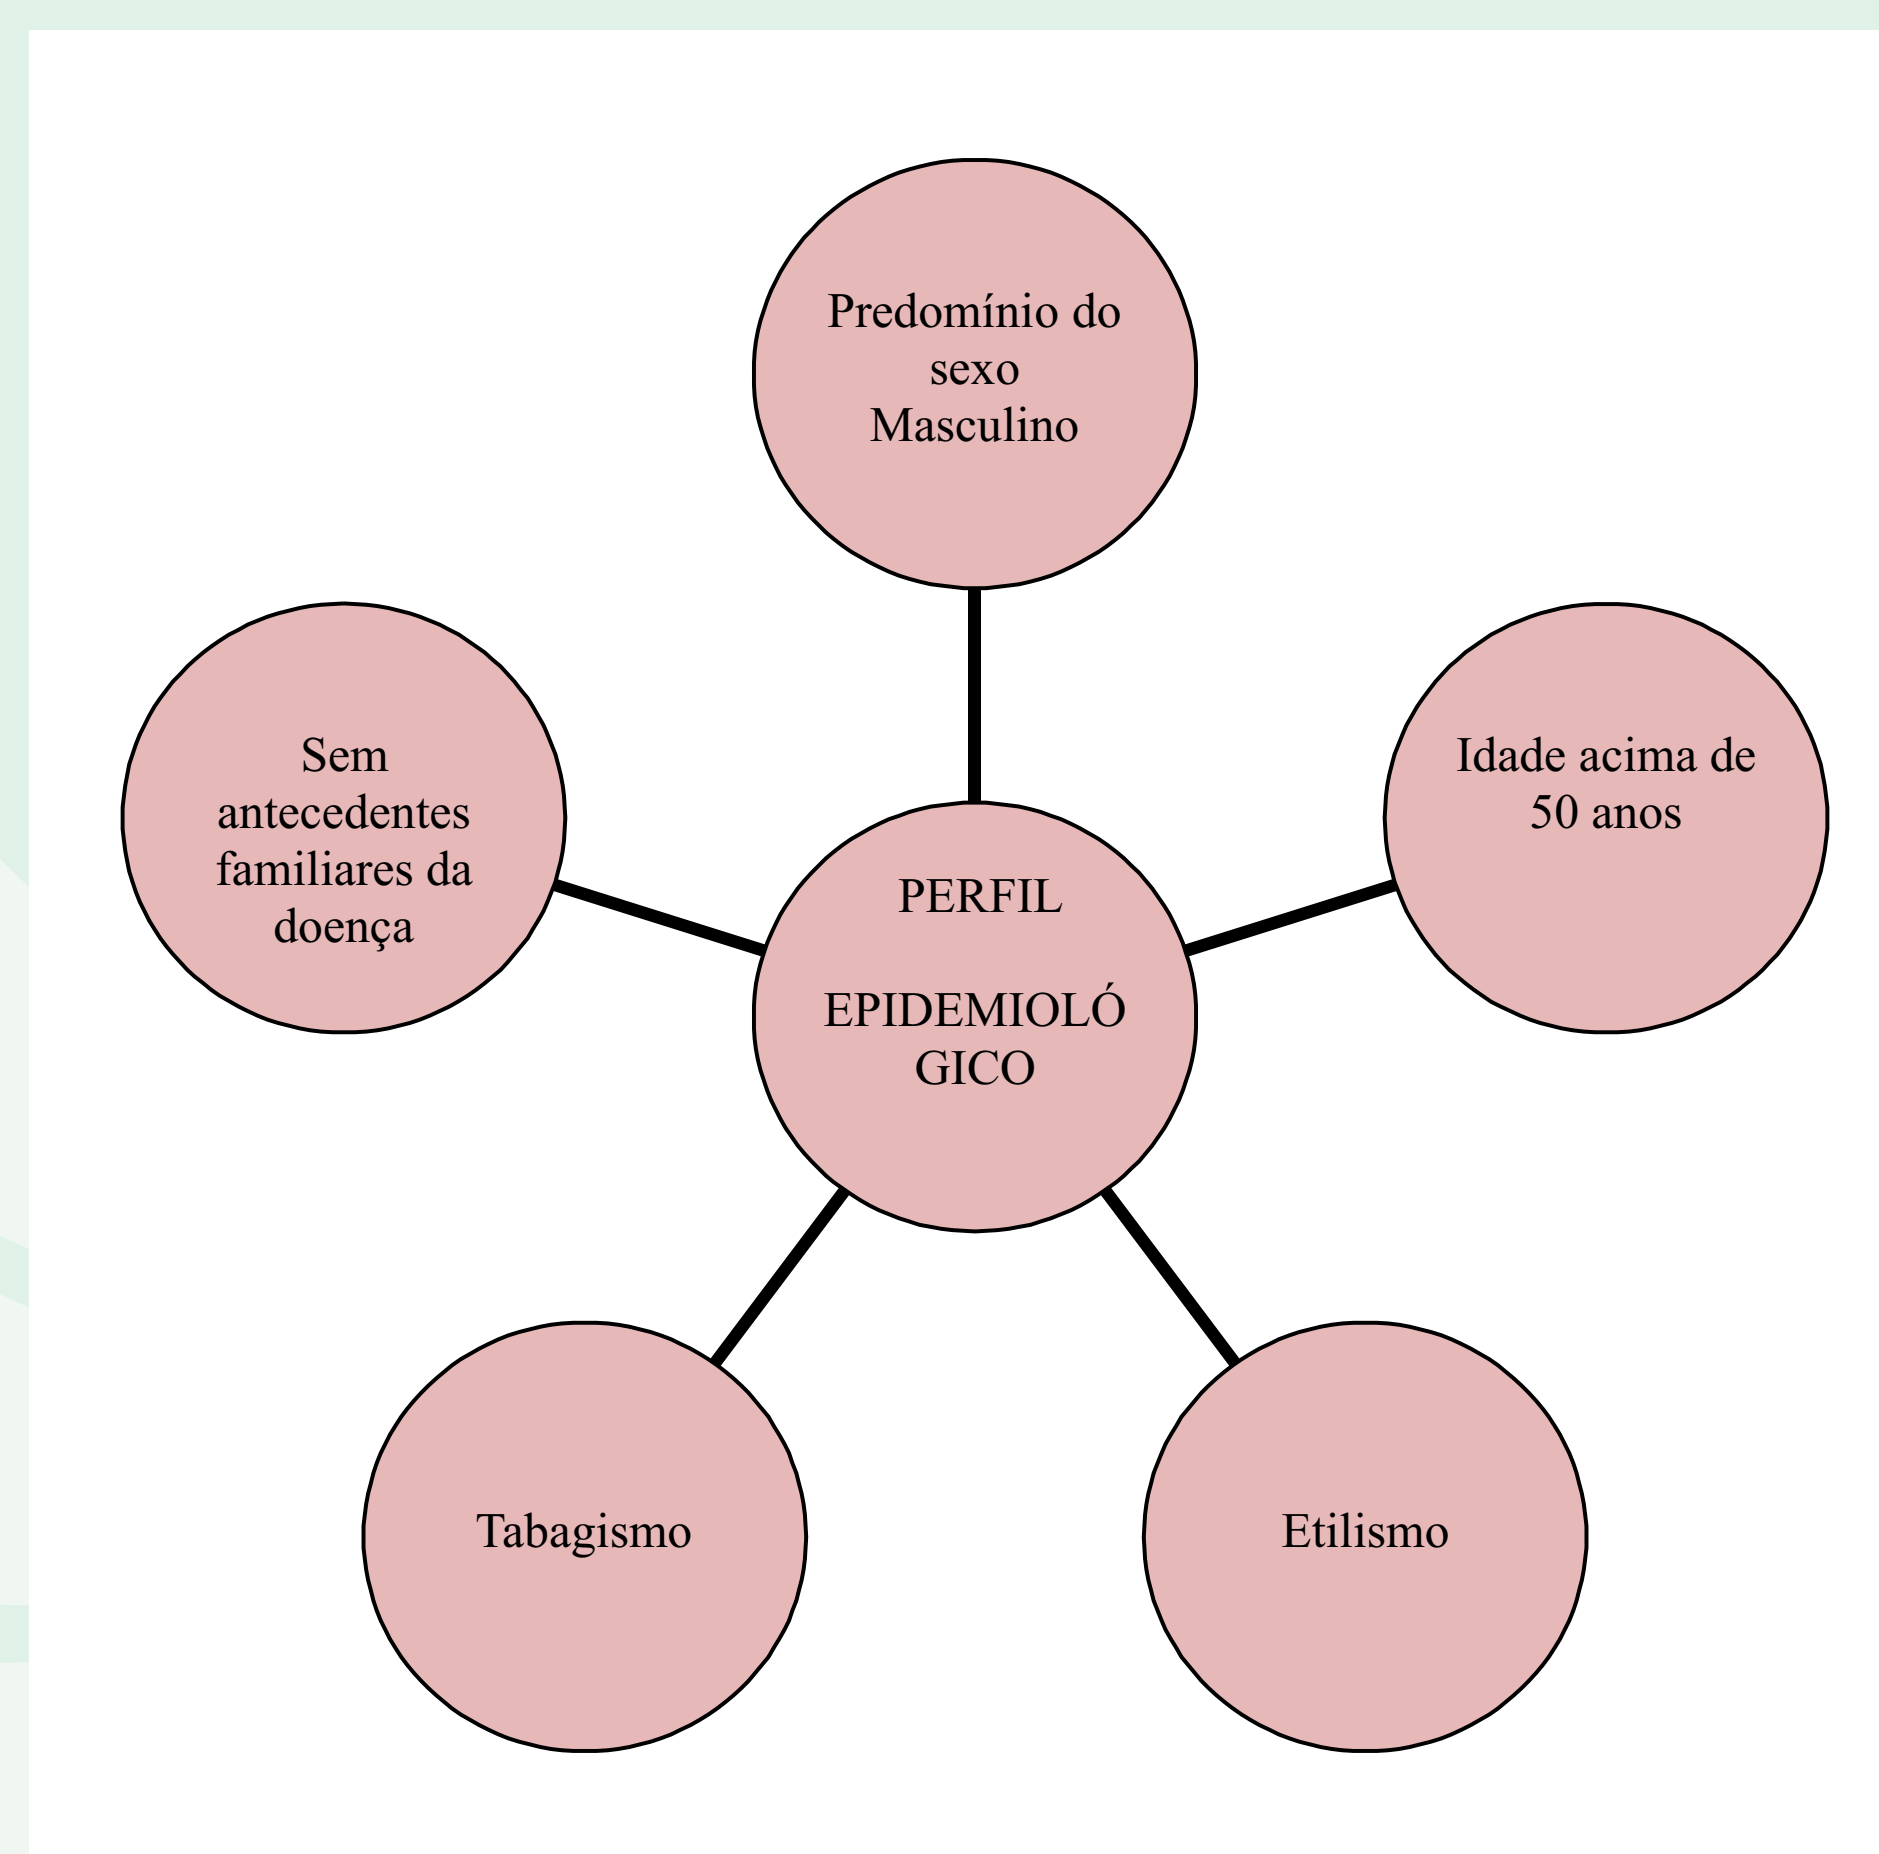 Predomínio do
sexo
Masculino
Sem
antecedentes
familiares da
doença
Idade acima de
50 anos
PERFIL
EPIDEMIOLÓ
GICO
Tabagismo
Etilismo